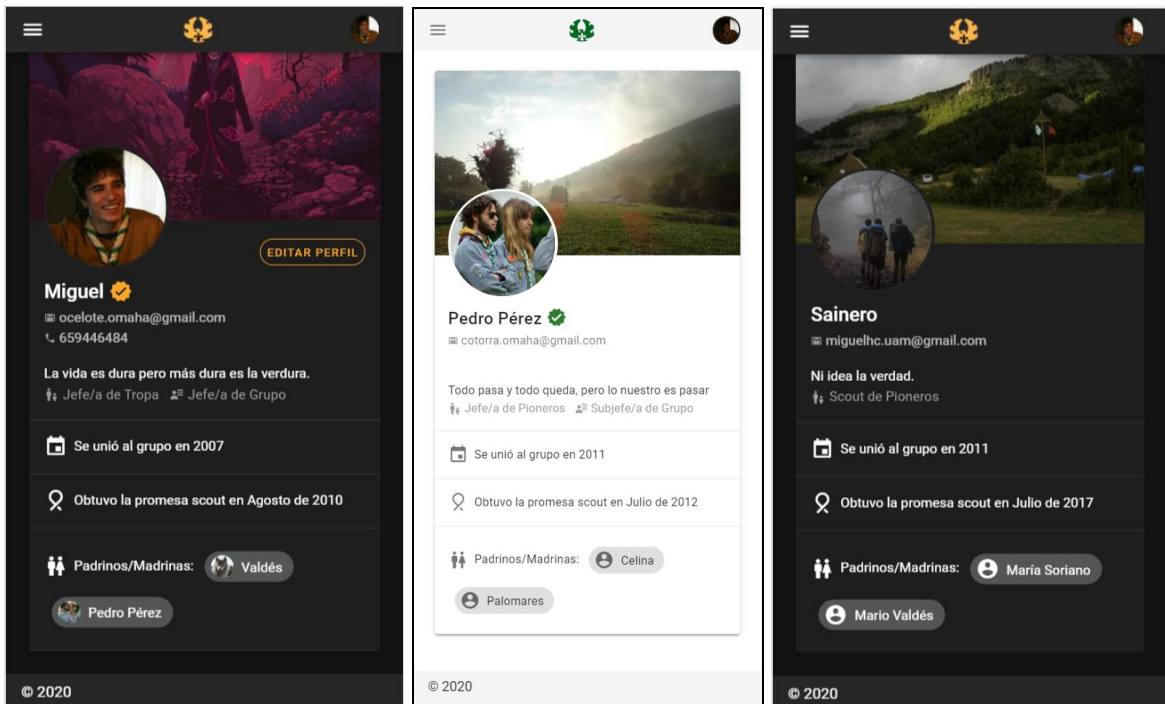 EDITAR PERFIL
Miguel
ocelote.omaha@gmail.com
659446484
La vida es dura pero más dura es la verdura.
Jefe/a de Tropa Jefe/a de Grupo
Se unió al grupo en 2007
Obtuvo la promesa scout en Agosto de 2010
Padrinos/Madrinas: Valdés
Pedro Pérez
© 2020
Pedro Pérez
cotorra.omaha@gmail.com
Todo pasa y todo queda, pero lo nuestro es pasar
Jefe/a de Pioneros Subjefe/a de Grupo
Se unió al grupo en 2011
Obtuvo la promesa scout en Julio de 2012
Padrinos/Madrinas: Celina
Palomares
© 2020
Sainero
miguelhc.uam@gmail.com
Ni idea la verdad.
Scout de Pioneros
Se unió al grupo en 2011
Obtuvo la promesa scout en Julio de 2017
Padrinos/Madrinas: María Soriano
Mario Valdés
© 2020